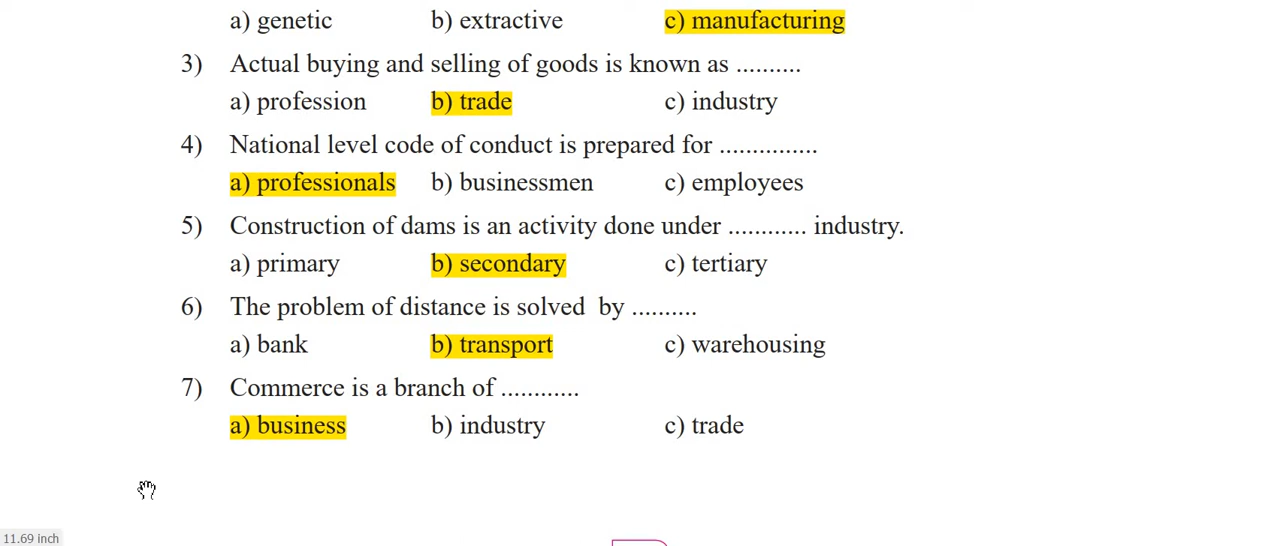 a) genetic b) extractive c) manufacturing
3) Actual buying and selling of goods is known as ..........
a) profession b) trade c) industry
4) National level code of conduct is prepared for ...............
a) professionals b) businessmen c) employees
5) Construction of dams is an activity done under ............ industry.
a) primary b) secondary c) tertiary
6) The problem of distance is solved by ..........
a) bank b) transport c) warehousing
7) Commerce is a branch of ............
a) business b) industry c) trade
11.69 inch